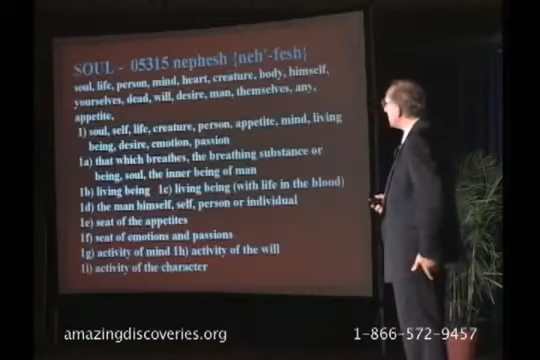 SOUL - 05315 nephesh {neh'-fesh}
soul, life, person, mind, heart, creature, body, himself,
yourselves, dead, will, desire, man, themselves, any,
appetite,
1) soul, self, life, creature, person, appetite, mind, living
being, desire, emotion, passion
1a) that which breathes, the breathing substance or
being, soul, the inner being of man
1b) living being 1c) living being (with life in the blood)
1d) the man himself, self, person or individual
1e) seat of the appetites
1f) seat of emotions and passions
1g) activity of mind 1h) activity of the will
1i) activity of the character
amazingdiscoveries.org
1-866-572-9457